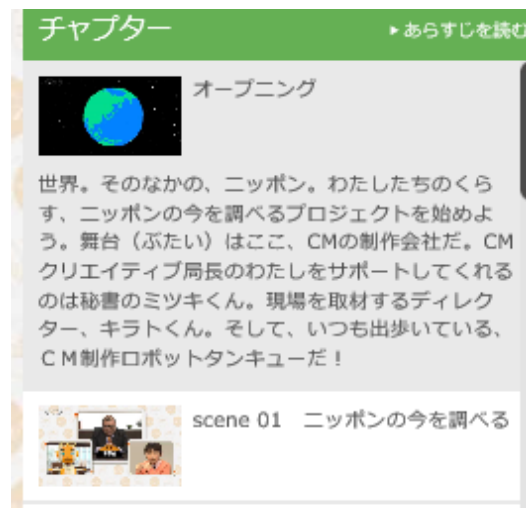 チャプター
▶あらすじを読む
オープニング
世界。そのなかの、ニッポン。わたしたちのくら
す、ニッポンの今を調べるプロジェクトを始めよ
う。舞台（ぶたい）はここ、CMの制作会社だ。CM
クリエイティブ局長のわたしをサポートしてくれる
のは秘書のミツキくん。現場を取材するディレク
ター、キラトくん。そして、いつも出歩いている、
ＣＭ制作ロボットタンキューだ！
scene 01　ニッポンの今を調べる